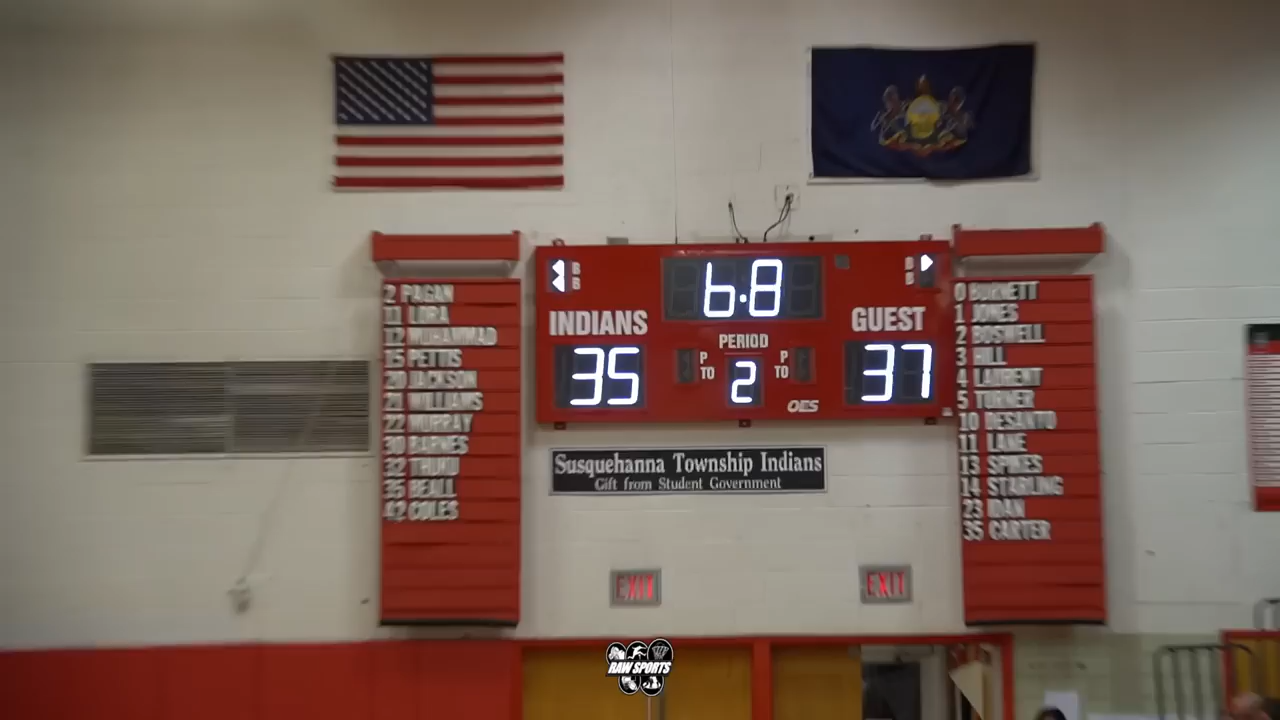 B
B
6.8
B
B
INDIANS
GUEST
PERIOD
35
P
TO
2
P
TO
37
OES
2 PAGAN
11 LORA
12 MUHAMMAD
15 PETTIS
20 JACKSON
21 WILLIAMS
22 MURRAY
30 BARNES
32 THUKU
35 BEALL
42 COLES
0 BURNETT
1 JONES
2 BOSWELL
3 HILL
4 LAURENT
5 TURNER
10 DESANTO
11 LANE
13 SPIKES
14 STARLING
23 IDAN
35 CARTER
Susquehanna Township Indians
Gift from Student Government
EXIT
EXIT
RAW SPORTS